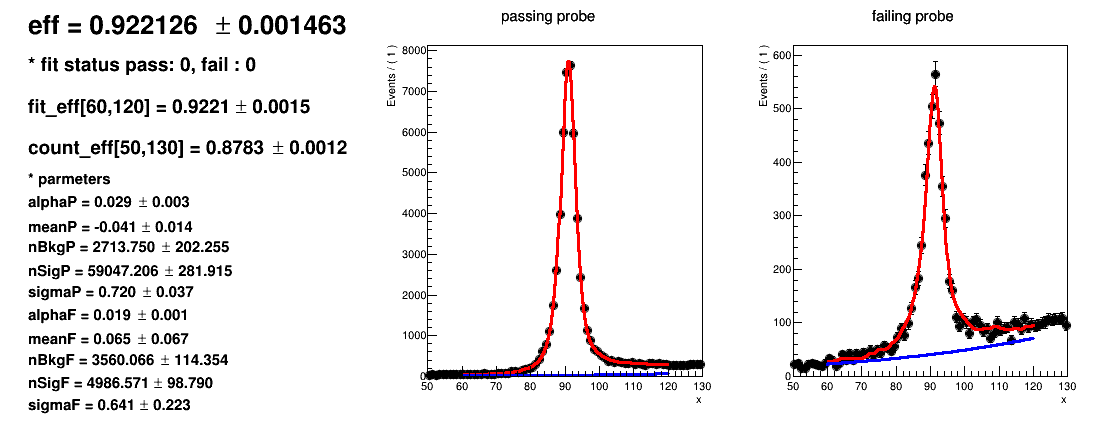 eff = 0.922126 ± 0.001463
* fit status pass: 0, fail : 0
fit_eff[60,120] = 0.9221 ± 0.0015
count_eff[50,130] = 0.8783 ± 0.0012
* parmeters
alphaP = 0.029 ± 0.003
meanP = -0.041 ± 0.014
nBkgP = 2713.750 ± 202.255
nSigP = 59047.206 ± 281.915
sigmaP = 0.720 ± 0.037
alphaF = 0.019 ± 0.001
meanF = 0.065 ± 0.067
nBkgF = 3560.066 ± 114.354
nSigF = 4986.571 ± 98.790
sigmaF = 0.641 ± 0.223
passing probe
Events / ( 1 )
8000
7000
6000
5000
4000
3000
2000
1000
0
50 60 70 80 90 100 110 120 130
x
failing probe
Events / ( 1 )
600
500
400
300
200
100
0
50 60 70 80 90 100 110 120 130
x